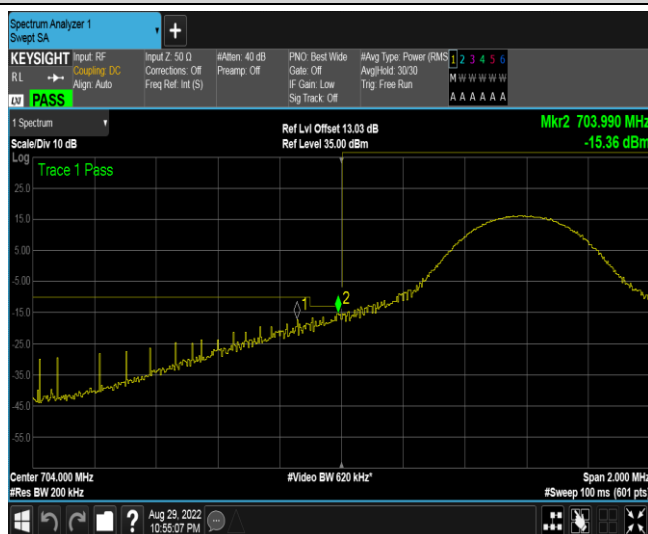 Spectrum Analyzer 1
Swept SA
+
KEYSIGHT
RL
PASS
Input: RF
Coupling: DC
Align: Auto
Input Z: 50 Ω
Corrections: Off
Freq Ref: Int (S)
#Atten: 40 dB
Preamp: Off
PNO: Best Wide
Gate: Off
IF Gain: Low
Sig Track: Off
#Avg Type: Power (RMS
Avg|Hold: 30/30
Trig: Free Run
1 2 3 4 5 6
M W W W W W
A A A A A A
1 Spectrum
Scale/Div 10 dB
Ref Lvl Offset 13.03 dB
Ref Level 35.00 dBm
Mkr2 703.990 MHz
-15.36 dBm
Log
Trace 1 Pass
25.0
15.0
5.00
-5.00
-15.0
-25.0
-35.0
-45.0
-55.0
1
2
Center 704.000 MHz
#Res BW 200 kHz
#Video BW 620 kHz*
Span 2.000 MHz
#Sweep 100 ms (601 pts)
?
Aug 29, 2022
10:55:07 PM